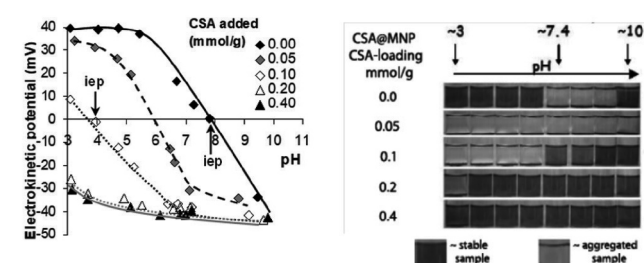 CSA added
(mmol/g)
0.00
0.05
0.10
0.20
0.40
Electrokinetic potential (mV)
40
30
20
10
0
-10
-20
-30
-40
-50
3
4
5
6
7
8
9
10
11
pH
iep
iep
CSA@MNP
CSA-loading
mmol/g
~3
~7.4
~10
pH
0.0
0.05
0.1
0.2
0.4
~ stable
sample
~ aggregated
sample